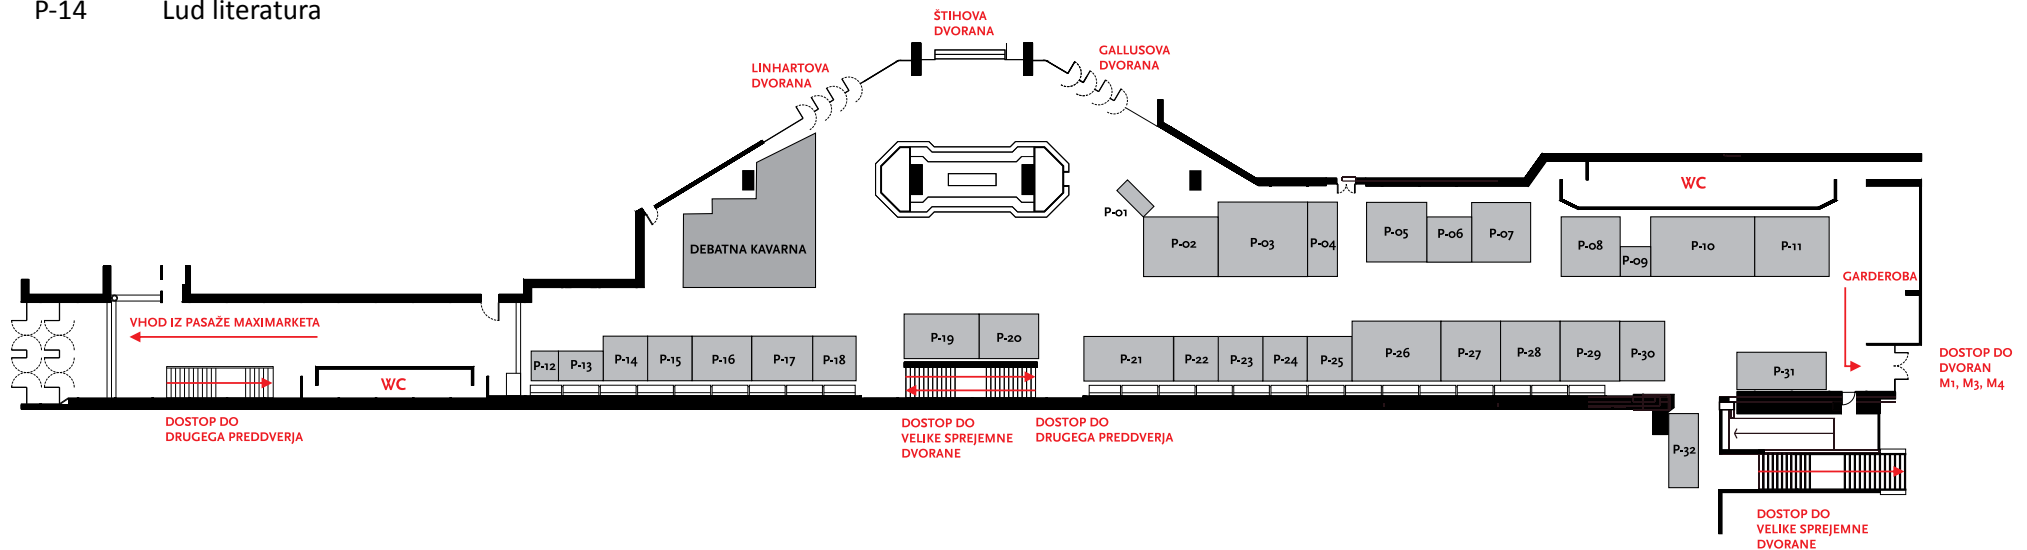 P-14 Lud literatura
ŠTIHOVA
DVORANA
LINHARTOVA
DVORANA
GALLUSOVA
DVORANA
WC
P-01
P-02
P-03
P-04
P-05
P-06
P-07
P-08
P-09
P-10
P-11
DEBATNA KAVARNA
GARDEROBA
VHOD IZ PASAŽE MAXIMARKETA
P-12
P-13
P-14
P-15
P-16
P-17
P-18
P-19
P-20
P-21
P-22
P-23
P-24
P-25
P-26
P-27
P-28
P-29
P-30
P-31
DOSTOP DO
DVORAN
M1, M3, M4
WC
DOSTOP DO
DRUGEGA PREDDVERJA
DOSTOP DO
VELIKE SPREJEMNE
DVORANE
DOSTOP DO
DRUGEGA PREDDVERJA
P-32
DOSTOP DO
VELIKE SPREJEMNE
DVORANE